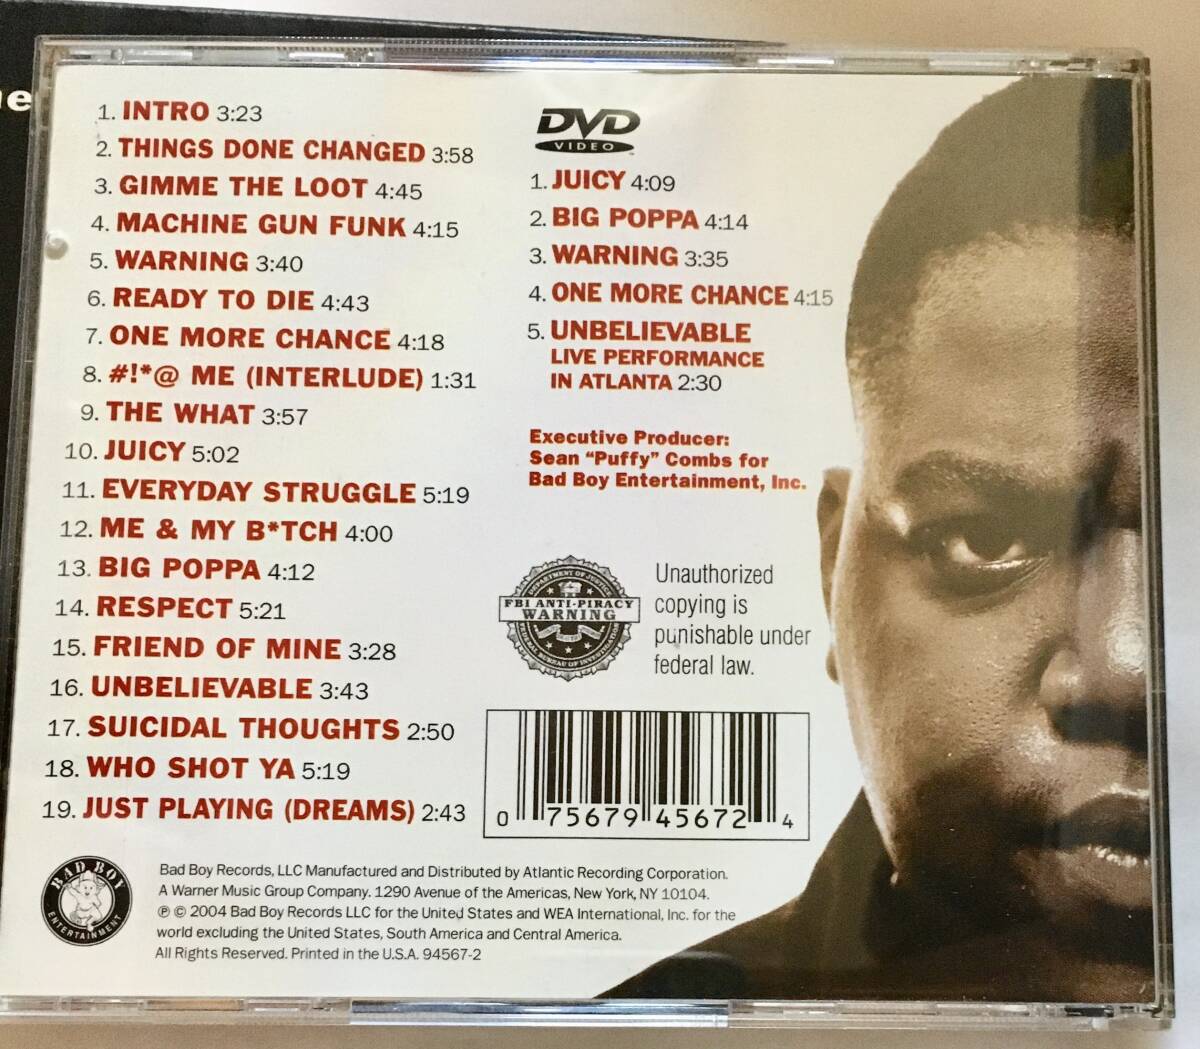 1. INTRO 3:23
2. THINGS DONE CHANGED 3:58
3. GIMME THE LOOT 4:45
4. MACHINE GUN FUNK 4:15
5. WARNING 3:40
6. READY TO DIE 4:43
7. ONE MORE CHANCE 4:18
8. #!*@ ME (INTERLUDE) 1:31
9. THE WHAT 3:57
10. JUICY 5:02
11. EVERYDAY STRUGGLE 5:19
12. ME & MY B*TCH 4:00
13. BIG POPPA 4:12
14. RESPECT 5:21
15. FRIEND OF MINE 3:28
16. UNBELIEVABLE 3:43
17. SUICIDAL THOUGHTS 2:50
18. WHO SHOT YA 5:19
19. JUST PLAYING (DREAMS) 2:43
DVD
VIDEO
1. JUICY 4:09
2. BIG POPPA 4:14
3. WARNING 3:35
4. ONE MORE CHANCE 4:15
5. UNBELIEVABLE
LIVE PERFORMANCE
IN ATLANTA 2:30
Executive Producer:
Sean “Puffy” Combs for
Bad Boy Entertainment, Inc.
DEPARTMENT OF JUSTICE
FBI ANTI-PIRACY
WARNING
FEDERAL BUREAU OF INVESTIGATION
Unauthorized
copying is
punishable under
federal law.
0 75679 45672 4
BAD BOY
ENTERTAINMENT
Bad Boy Records, LLC Manufactured and Distributed by Atlantic Recording Corporation.
A Warner Music Group Company. 1290 Avenue of the Americas, New York, NY 10104.
℗ © 2004 Bad Boy Records LLC for the United States and WEA International, Inc. for the
world excluding the United States, South America and Central America.
All Rights Reserved. Printed in the U.S.A. 94567-2